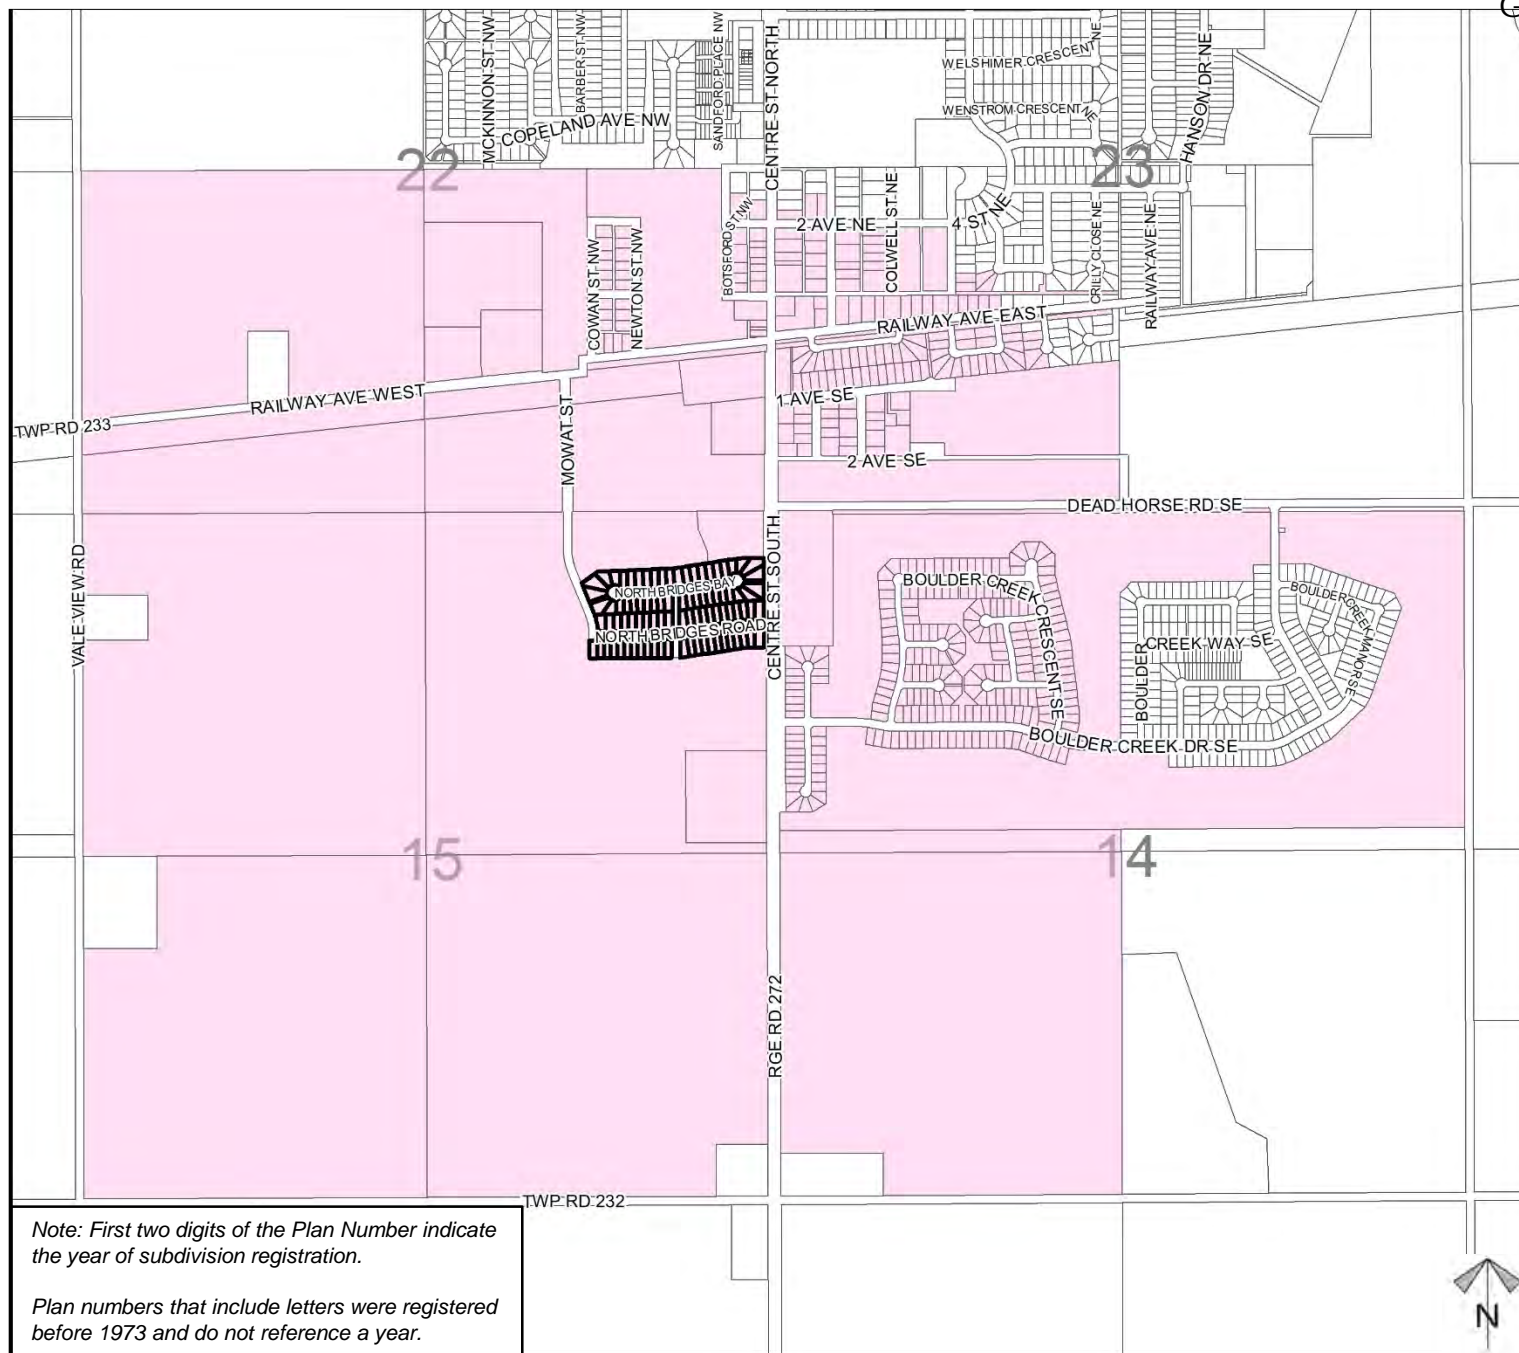 MCKINNON ST NW
BARBER ST NW
COPELAND AVE NW
SANDFORD PLACE NW
CENTRE ST NORTH
WELSHIMER CRESCENT NE
WENSTROM CRESCENT NE
HANSON DR NE
22
23
BOTSFORD ST NW
2 AVE NE
COLWELL ST NE
4 ST NE
CRILLY CLOSE NE
RAILWAY AVE NE
COWAN ST NW
NEWTON ST NW
RAILWAY AVE EAST
RAILWAY AVE WEST
TWP RD 233
1 AVE SE
MOWAT ST
2 AVE SE
DEAD HORSE RD SE
VALE VIEW RD
CENTRE ST SOUTH
NORTH BRIDGES BAY
NORTH BRIDGES ROAD
BOULDER CREEK CRESCENT SE
BOULDER CREEK MANOR SE
BOULDER CREEK WAY SE
BOULDER CREEK DR SE
15
14
RGE RD 272
TWP RD 232
Note: First two digits of the Plan Number indicate
the year of subdivision registration.
Plan numbers that include letters were registered
before 1973 and do not reference a year.
N